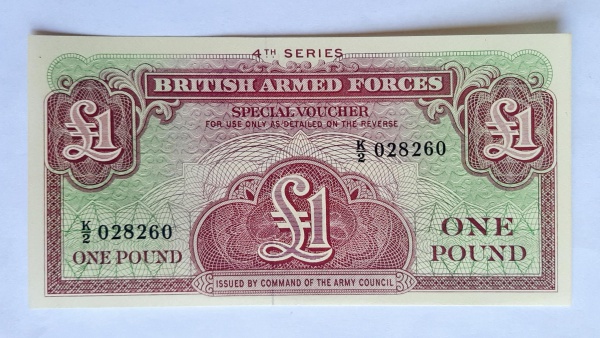 4TH SERIES
BRITISH ARMED FORCES
SPECIAL VOUCHER
FOR USE ONLY AS DETAILED ON THE REVERSE
£1
£1
K/2 028260
£1
K/2 028260
ONE POUND
ONE
POUND
ISSUED BY COMMAND OF THE ARMY COUNCIL